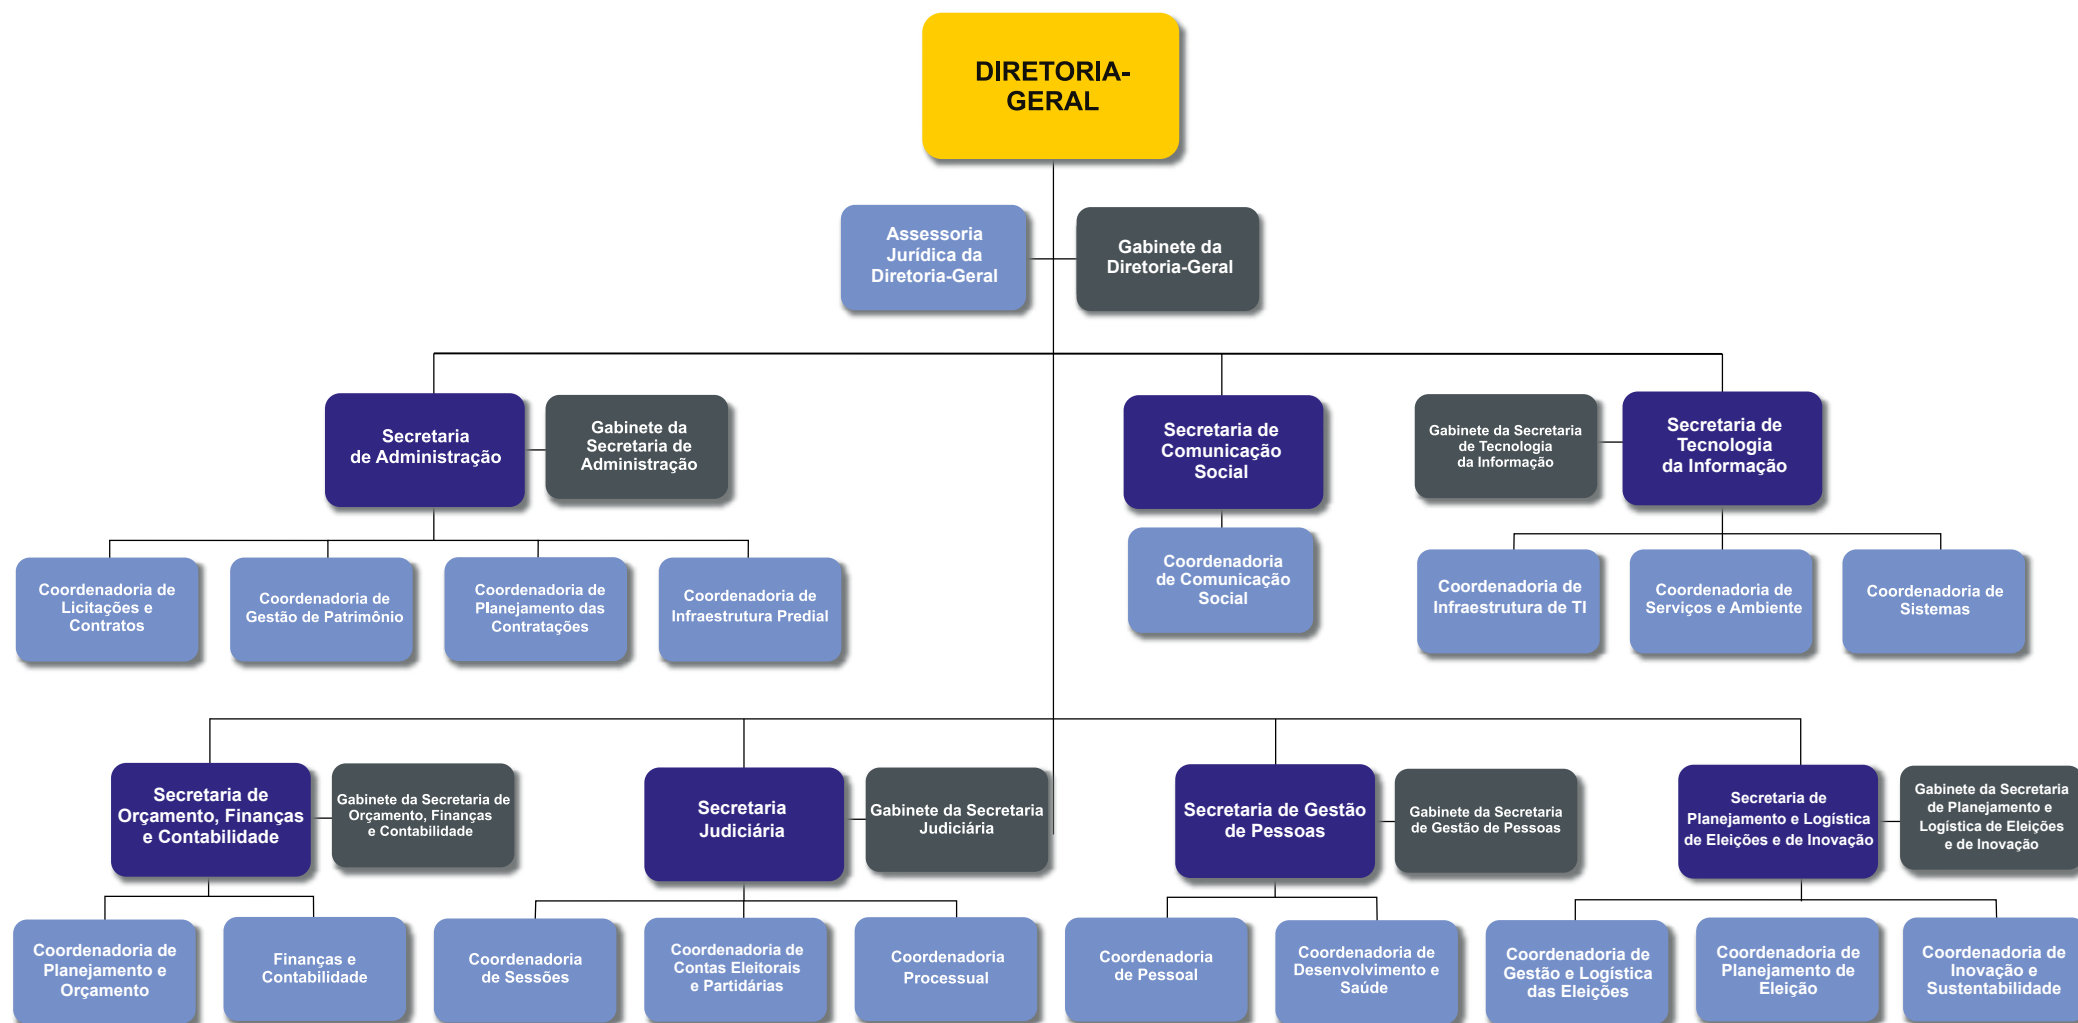 DIRETORIA-
GERAL
Assessoria
Jurídica da
Diretoria-Geral
Gabinete da
Diretoria-Geral
Secretaria
de Administração
Gabinete da
Secretaria de
Administração
Secretaria de
Comunicação
Social
Gabinete da Secretaria
de Tecnologia
da Informação
Secretaria de
Tecnologia
da Informação
Coordenadoria de
Licitações e
Contratos
Coordenadoria de
Gestão de Patrimônio
Coordenadoria de
Planejamento das
Contratações
Coordenadoria de
Infraestrutura Predial
Coordenadoria
de Comunicação
Social
Coordenadoria de
Infraestrutura de TI
Coordenadoria de
Serviços e Ambiente
Coordenadoria de
Sistemas
Secretaria de
Orçamento, Finanças
e Contabilidade
Gabinete da Secretaria de
Orçamento, Finanças
e Contabilidade
Secretaria
Judiciária
Gabinete da Secretaria
Judiciária
Secretaria de Gestão
de Pessoas
Gabinete da Secretaria
de Gestão de Pessoas
Secretaria de
Planejamento e Logística
de Eleições e de Inovação
Gabinete da Secretaria
de Planejamento e
Logística de Eleições
e de Inovação
Coordenadoria de
Planejamento e
Orçamento
Finanças e
Contabilidade
Coordenadoria
de Sessões
Coordenadoria de
Contas Eleitorais
e Partidárias
Coordenadoria
Processual
Coordenadoria
de Pessoal
Coordenadoria de
Desenvolvimento e
Saúde
Coordenadoria de
Gestão e Logística
das Eleições
Coordenadoria de
Planejamento de
Eleição
Coordenadoria de
Inovação e
Sustentabilidade